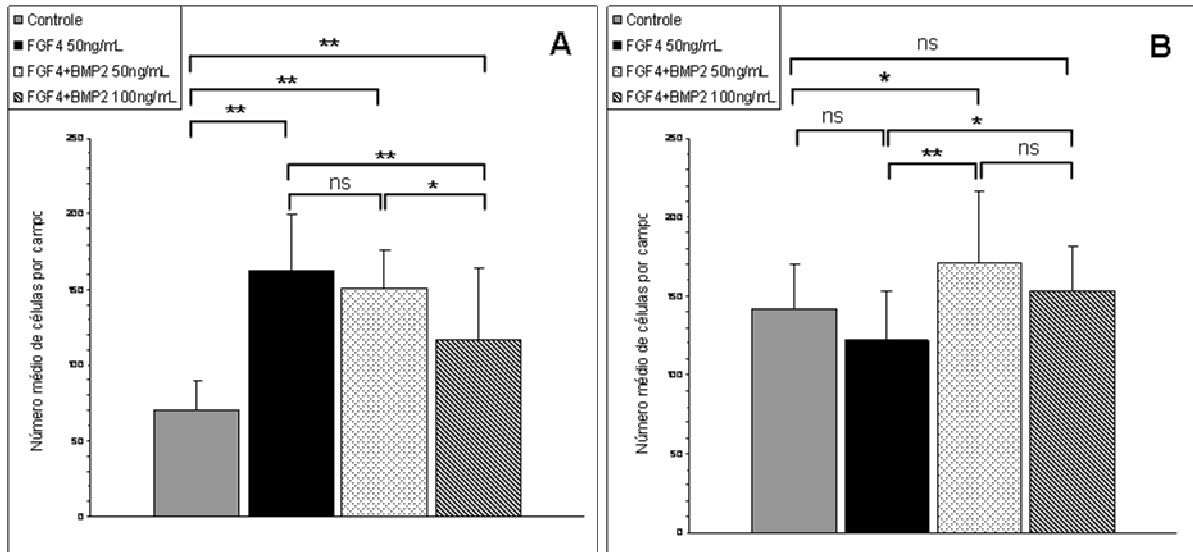 Controle
FGF4 50ng/mL
FGF4+BMP2 50ng/mL
FGF4+BMP2 100ng/mL
A
**
**
**
**
ns
*
Número médio de células por campo
250
200
150
100
50
0
Controle
FGF4 50ng/mL
FGF4+BMP2 50ng/mL
FGF4+BMP2 100ng/mL
B
ns
*
ns
*
**
ns
Número médio de células por campo
250
200
150
100
50
0